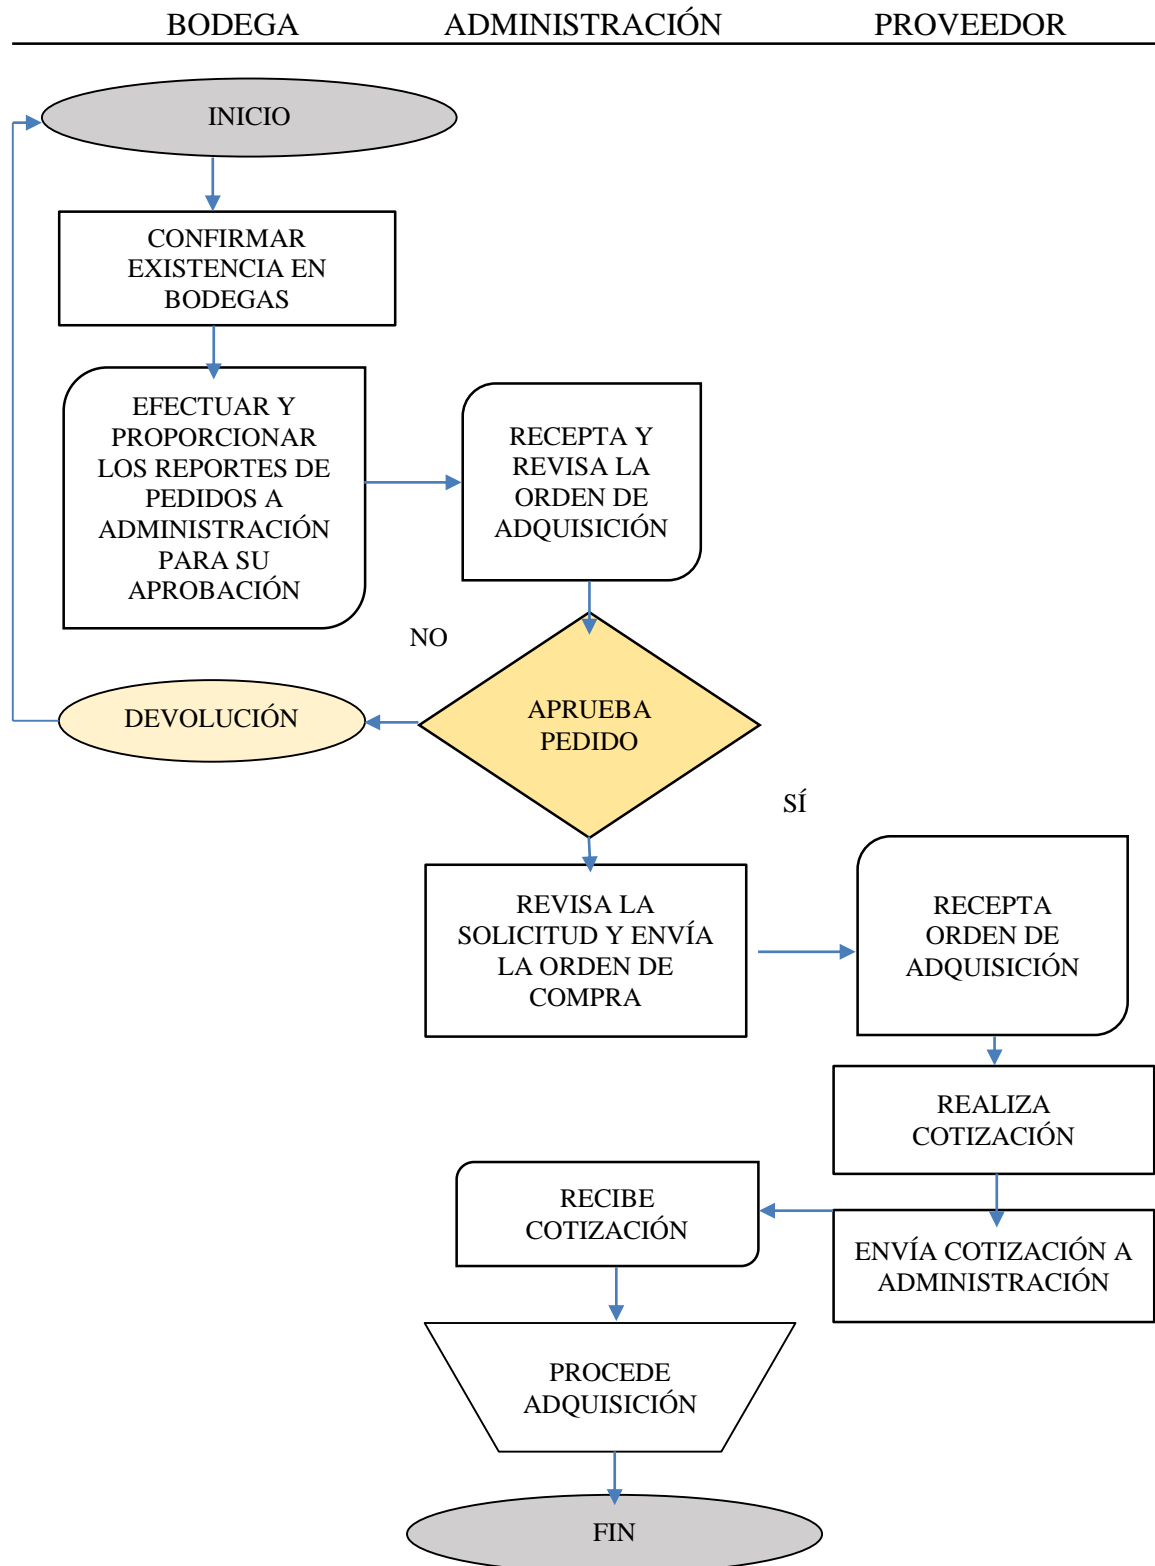 BODEGA
ADMINISTRACIÓN
PROVEEDOR
INICIO
CONFIRMAR
EXISTENCIA EN
BODEGAS
EFECTUAR Y
PROPORCIONAR
LOS REPORTES DE
PEDIDOS A
ADMINISTRACIÓN
PARA SU
APROBACIÓN
RECEPTA Y
REVISA LA
ORDEN DE
ADQUISICIÓN
NO
DEVOLUCIÓN
APRUEBA
PEDIDO
SÍ
REVISA LA
SOLICITUD Y ENVÍA
LA ORDEN DE
COMPRA
RECEPTA
ORDEN DE
ADQUISICIÓN
REALIZA
COTIZACIÓN
RECIBE
COTIZACIÓN
ENVÍA COTIZACIÓN A
ADMINISTRACIÓN
PROCEDE
ADQUISICIÓN
FIN